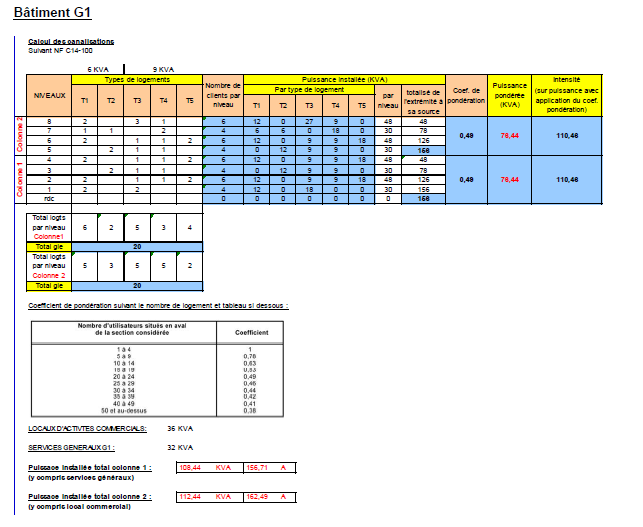 Bâtiment G1
Calcul des canalisations
Suivant NF C14-100
6 KVA 9 KVA
NIVEAUX Types de logements Nombre de clients par niveau Puissance Installée (KVA) Coef. de pondération Puissance pondérée (KVA) Intensité (sur puissance avec application du coef. pondération)
Par type de logement par niveau totalisé de l'extrémité à sa source
T1 T2 T3 T4 T5 T1 T2 T3 T4 T5
Colonne 2
8 2 3 1 6 12 0 27 9 0 48 48
7 1 1 2 4 6 6 0 18 0 30 78
6 2 1 1 2 6 12 0 9 9 18 48 126
5 2 1 1 4 0 12 9 9 0 30 156
0,49 76,44 110,46
Colonne 1
4 2 1 1 2 6 12 0 9 9 18 48 48
3 2 1 1 4 0 12 9 9 0 30 78
2 2 1 1 2 6 12 0 9 9 18 48 126
1 2 2 4 12 0 18 0 0 30 156
rdc 0 0 0 0 0 0 0 156
0,49 76,44 110,46
Total logts
par niveau 6 2 5 3 4
Colonne1
Total gle 20
Total logts
par niveau 5 3 5 5 2
Colonne 2
Total gle 20
Coefficient de pondération suivant le nombre de logement et tableau si dessous :
Nombre d'utilisateurs situés en aval
de la section considérée Coefficient
1 à 4 1
5 à 9 0,78
10 à 14 0,63
15 à 19 0,53
20 à 24 0,49
25 à 29 0,46
30 à 34 0,44
35 à 39 0,42
40 à 49 0,41
50 et au-dessus 0,38
LOCAUX D'ACTIVTES COMMERCIALS: 36 KVA
SERVICES GENERAUX G1 : 32 KVA
Puissace Installée total colonne 1 : 108,44 KVA 156,71 A
(y compris services généraux)
Puissace Installée total colonne 2 : 112,44 KVA 162,49 A
(y compris local commercial)